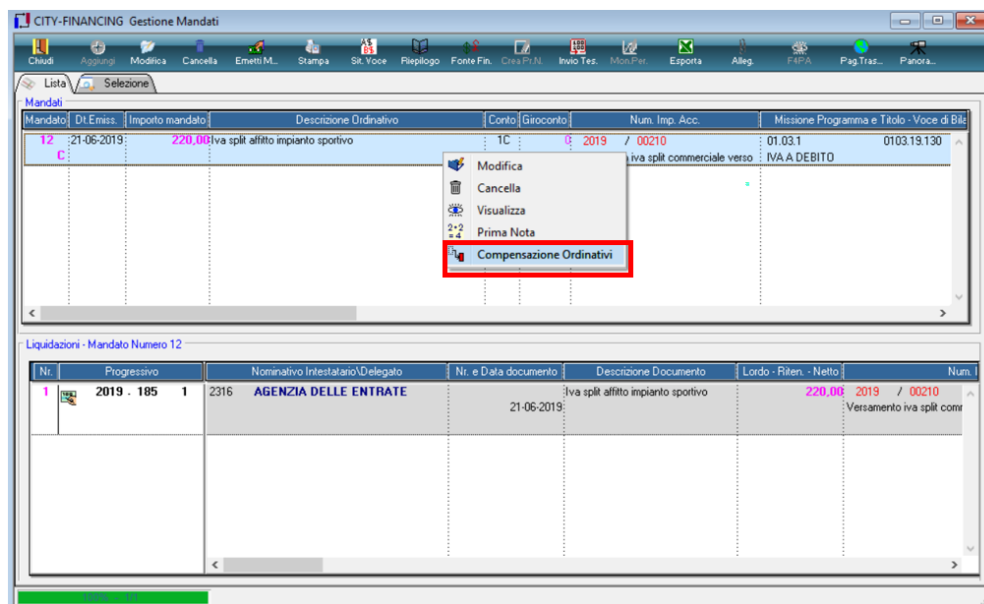 CITY-FINANCING Gestione Mandati
Chiudi Aggiungi Modifica Cancella Emetti M... Stampa Sit. Voce Riepilogo Fonte Fin. Crea Pr.N. Invio Tes. Mon.Per. Esporta Alleg. F4PA Pag.Tras... Panora...
Lista Selezione
Mandati
Mandato Dt.Emiss. Importo mandato Descrizione Ordinativo Conto Giroconto Num. Imp. Acc. Missione Programma e Titolo - Voce di Bila
12 21-06-2019 220,00 Iva split affitto impianto sportivo 1C 0 2019 / 00210 01.03.1 0103.19.130
C iva split commerciale verso IVA A DEBITO
Modifica
Cancella
Visualizza
Prima Nota
Compensazione Ordinativi
Liquidazioni - Mandato Numero 12
Nr. Progressivo Nominativo Intestatario\Delegato Nr. e Data documento Descrizione Documento Lordo - Riten. - Netto Num. I
1 2019 . 185 1 2316 AGENZIA DELLE ENTRATE Iva split affitto impianto sportivo 220,00 2019 / 00210
21-06-2019 Versamento iva split comm
100% - 1/1